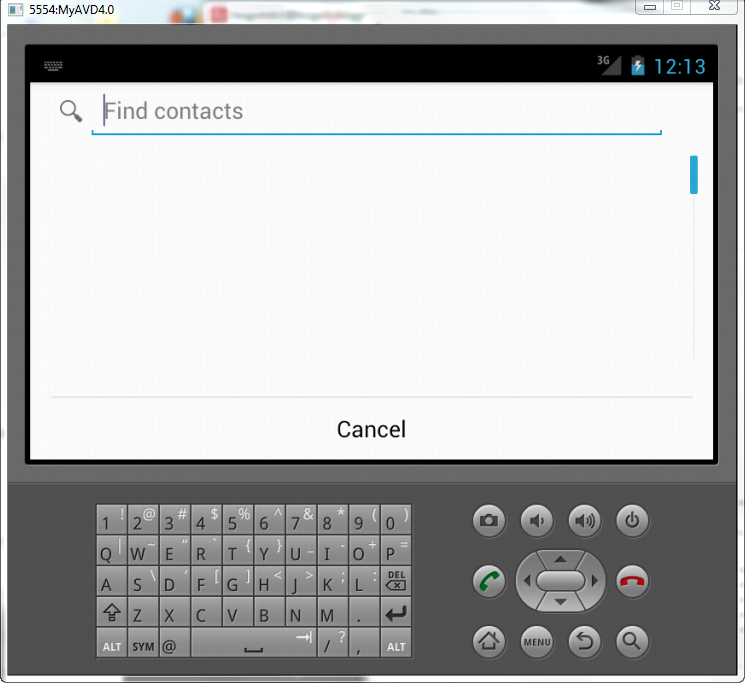 5554:MyAVD4.0
3G 12:13
Find contacts
Cancel
1 ! 2 @ 3 # 4 $ 5 % 6 ^ 7 & 8 * 9 ( 0 )
Q | W ~ E “ R ` T { Y } U _ I - O + P =
A S \ D ‘ F [ G ] H < J > K ; L : DEL
Z X C V B N M .
ALT SYM @ / ? , ALT
MENU